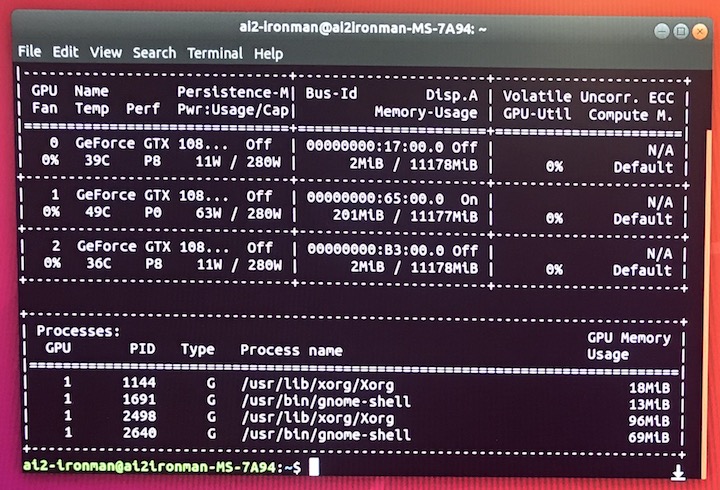 ai2-ironman@ai2ironman-MS-7A94: ~
File Edit View Search Terminal Help
|-------------------------------+----------------------+----------------------+
| GPU  Name        Persistence-M| Bus-Id        Disp.A | Volatile Uncorr. ECC |
| Fan  Temp  Perf  Pwr:Usage/Cap|         Memory-Usage | GPU-Util  Compute M. |
|===============================+======================+======================|
|   0  GeForce GTX 108...  Off  | 00000000:17:00.0 Off |                  N/A |
|  0%   39C    P8    11W / 280W |      2MiB / 11178MiB |      0%      Default |
+-------------------------------+----------------------+----------------------+
|   1  GeForce GTX 108...  Off  | 00000000:65:00.0  On |                  N/A |
|  0%   49C    P0    63W / 280W |    201MiB / 11177MiB |      0%      Default |
+-------------------------------+----------------------+----------------------+
|   2  GeForce GTX 108...  Off  | 00000000:B3:00.0 Off |                  N/A |
|  0%   36C    P8    11W / 280W |      2MiB / 11178MiB |      0%      Default |
+-------------------------------+----------------------+----------------------+
+-----------------------------------------------------------------------------+
| Processes:                                                       GPU Memory |
|  GPU       PID   Type   Process name                             Usage      |
|=============================================================================|
|    1      1144      G   /usr/lib/xorg/Xorg                            18MiB |
|    1      1691      G   /usr/bin/gnome-shell                          13MiB |
|    1      2498      G   /usr/lib/xorg/Xorg                            96MiB |
|    1      2640      G   /usr/bin/gnome-shell                          69MiB |
+-----------------------------------------------------------------------------+
ai2-ironman@ai2ironman-MS-7A94:~$